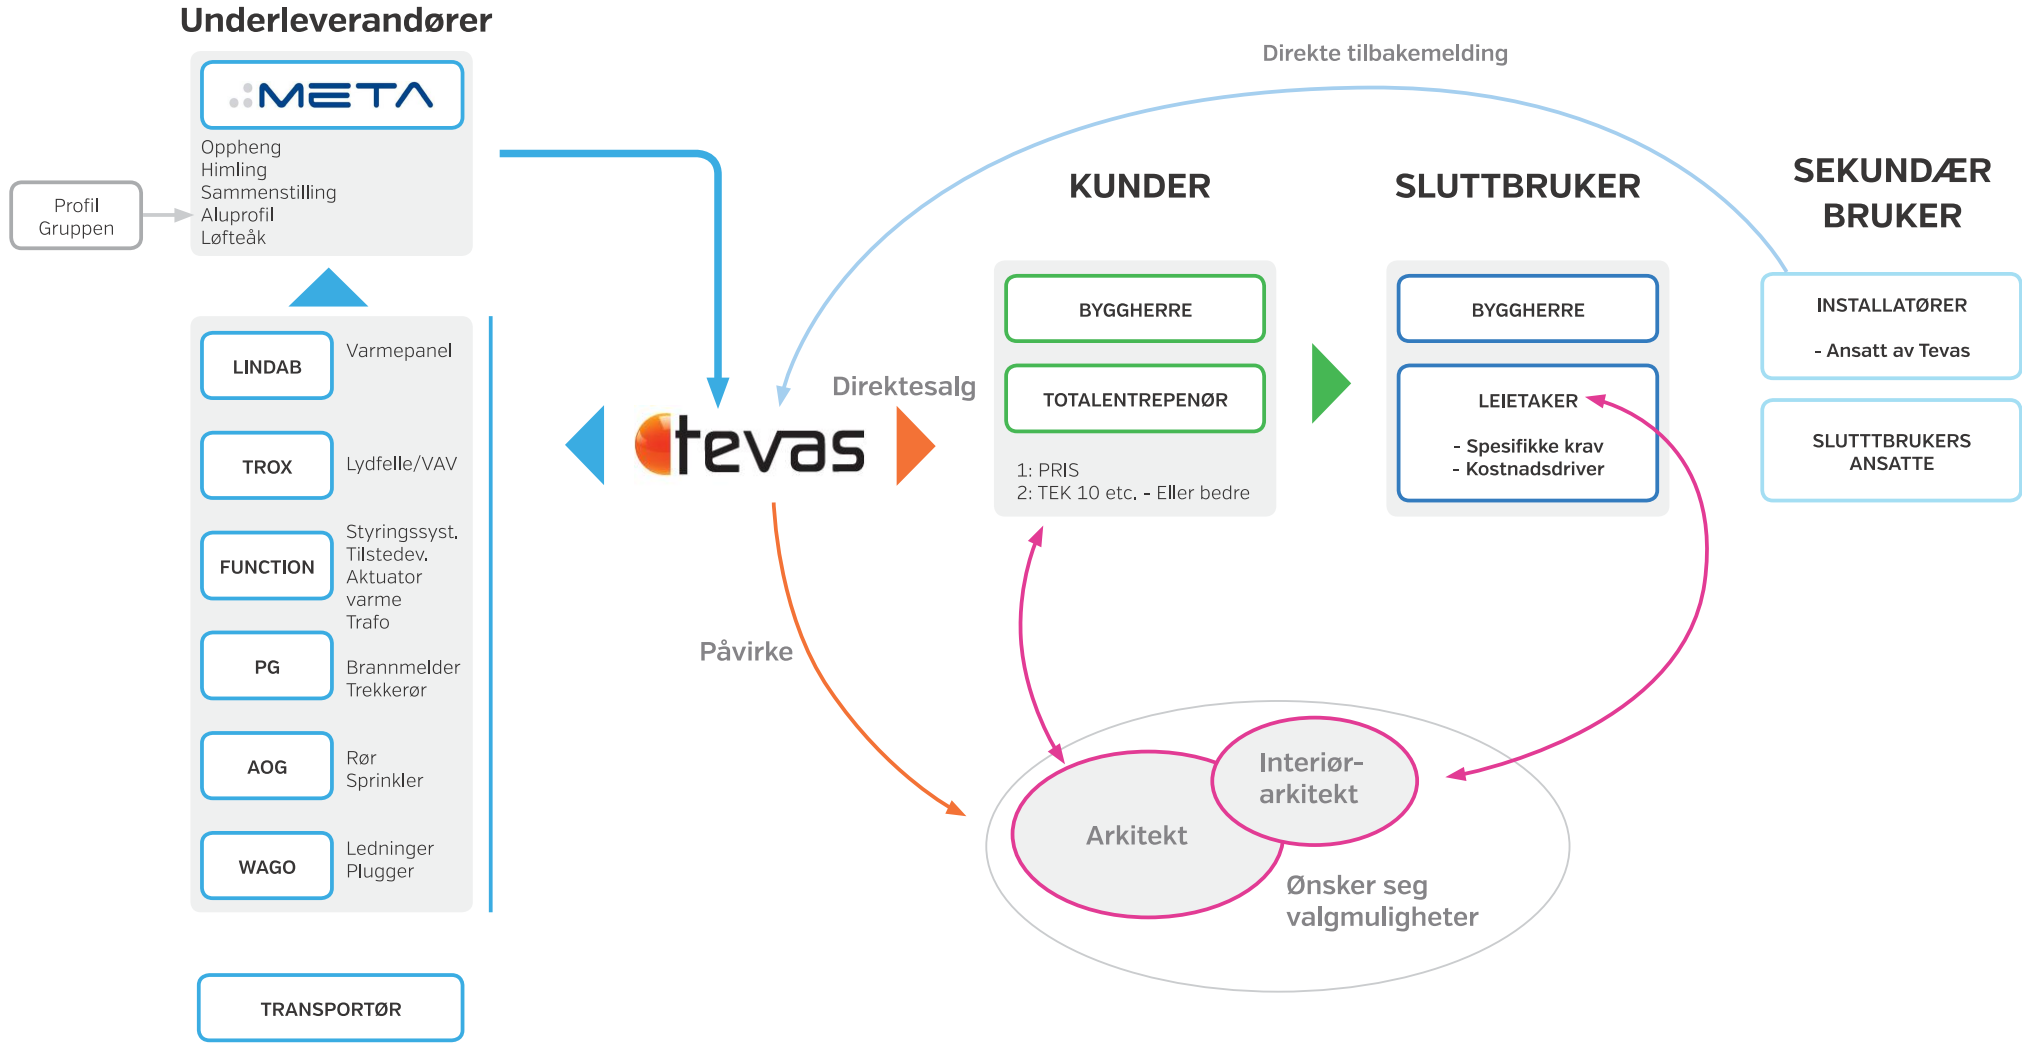 Underleverandører
META
Oppheng
Himling
Sammenstilling
Aluprofil
Løfteåk
Profil
Gruppen
LINDAB
Varmepanel
TROX
Lydfelle/VAV
FUNCTION
Styringssyst.
Tilstedev.
Aktuator
varme
Trafo
PG
Brannmelder
Trekkerør
AOG
Rør
Sprinkler
WAGO
Ledninger
Plugger
TRANSPORTØR
tevas
Direktesalg
Påvirke
Direkte tilbakemelding
KUNDER
BYGGHERRE
TOTALENTREPENØR
1: PRIS
2: TEK 10 etc. - Eller bedre
SLUTTBRUKER
BYGGHERRE
LEIETAKER
- Spesifikke krav
- Kostnadsdriver
SEKUNDÆR
BRUKER
INSTALLATØRER
- Ansatt av Tevas
SLUTTTBRUKERS
ANSATTE
Arkitekt
Interiør-
arkitekt
Ønsker seg
valgmuligheter